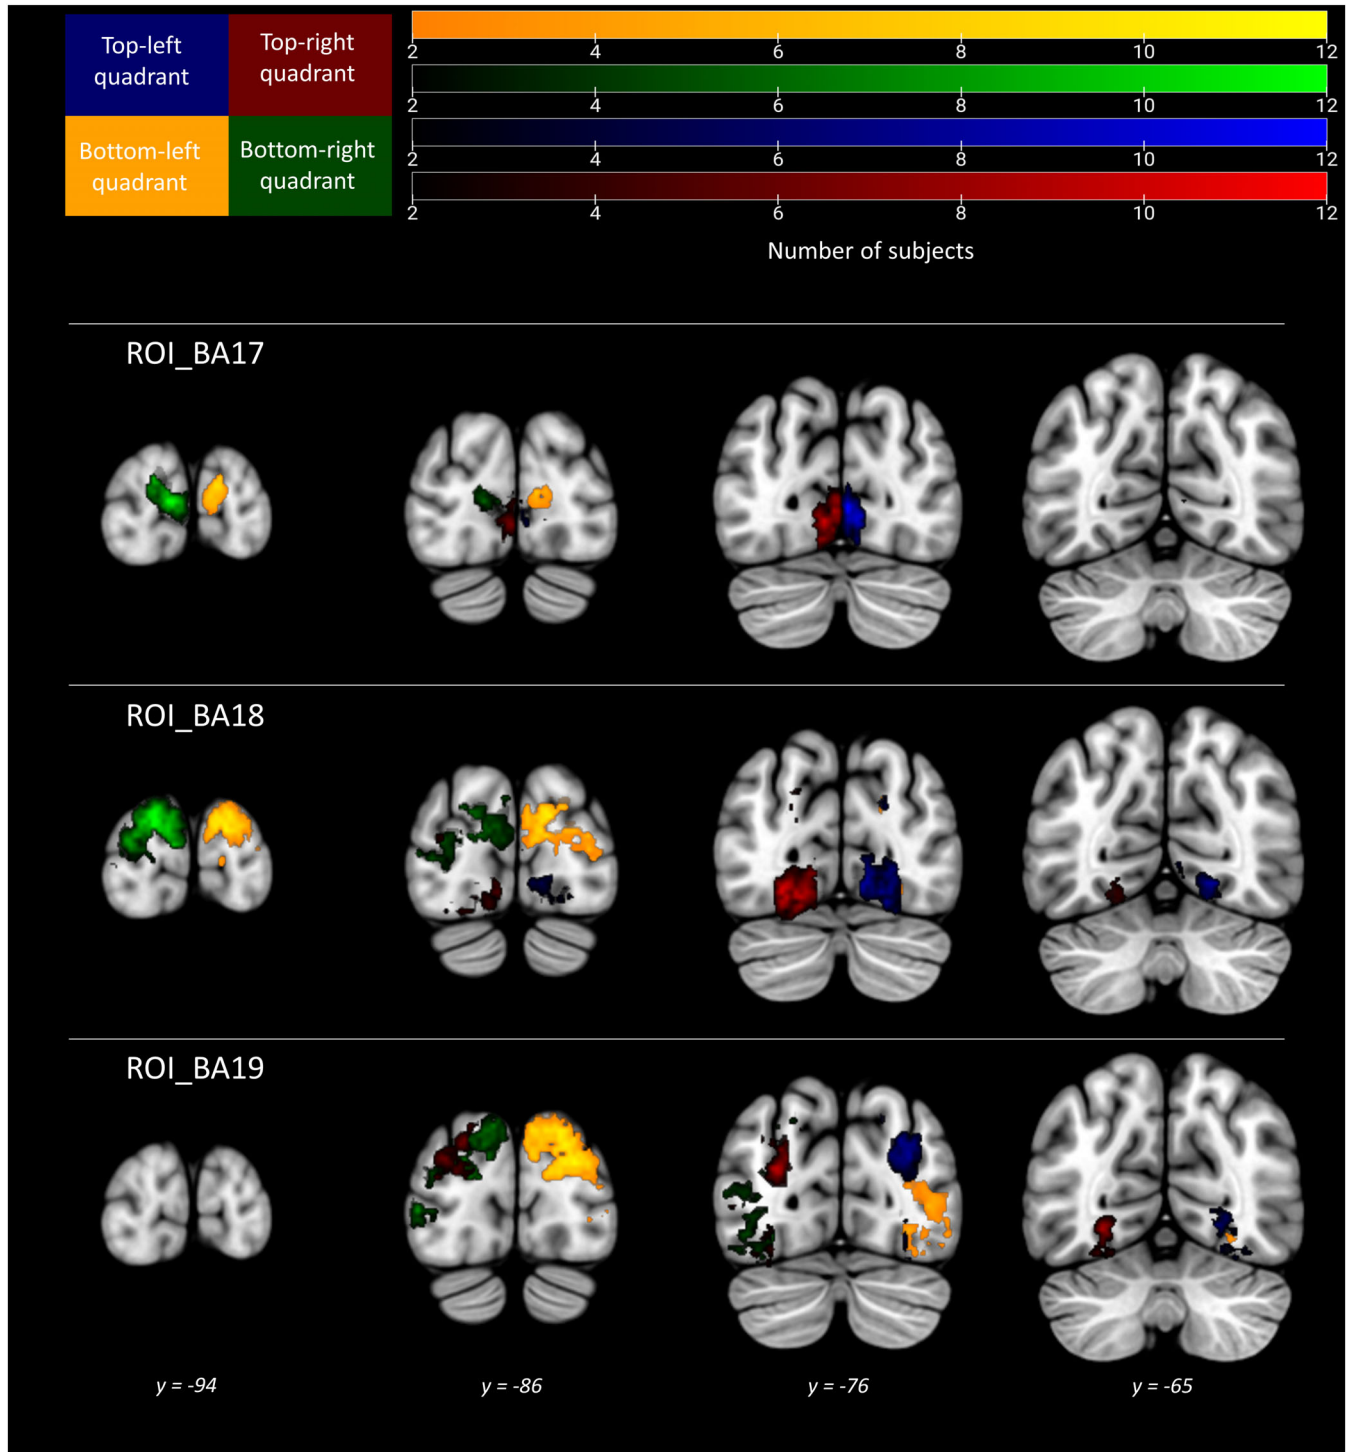 Top-left
quadrant
Top-right
quadrant
Bottom-left
quadrant
Bottom-right
quadrant
2 4 6 8 10 12
2 4 6 8 10 12
2 4 6 8 10 12
2 4 6 8 10 12
Number of subjects
ROI_BA17
ROI_BA18
ROI_BA19
y = -94 y = -86 y = -76 y = -65